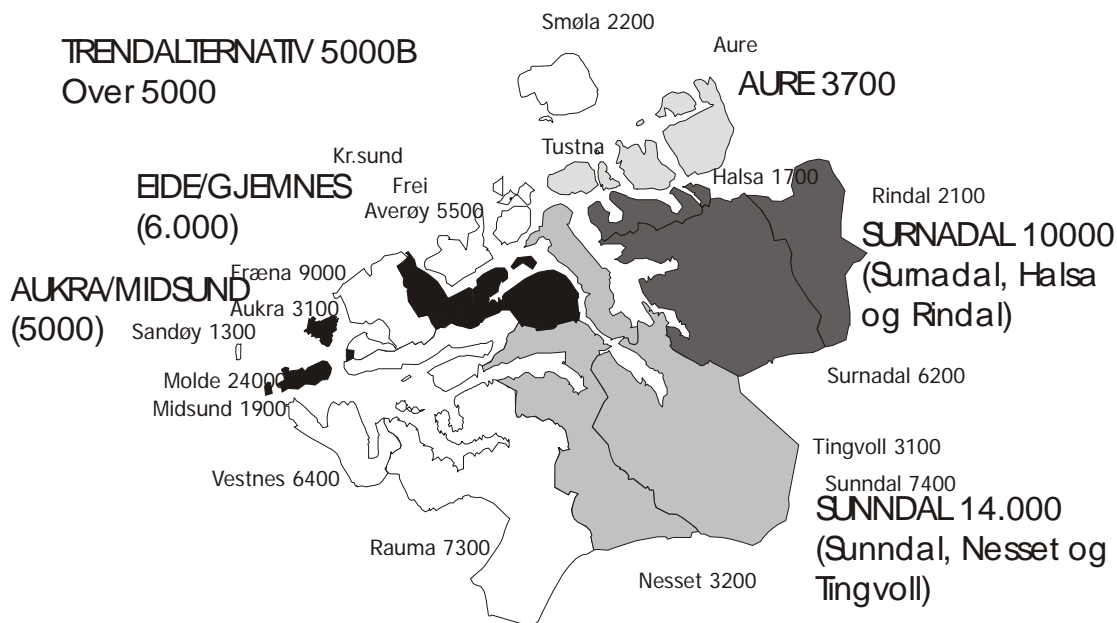 Smøla 2200
TRENDALTERNATIV 5000B
Over 5000
Aure
AURE 3700
Tustna
Kr.sund
EIDE/GJEMNES
(6.000)
Frei
Averøy 5500
Halsa 1700
Rindal 2100
SURNADAL 10000
(Surnadal, Halsa
og Rindal)
Fræna 9000
AUKRA/MIDSUND
(5000)
Aukra 3100
Sandøy 1300
Molde 24000
Midsund 1900
Surnadal 6200
Vestnes 6400
Tingvoll 3100
Sunndal 7400
SUNNDAL 14.000
(Sunndal, Nesset og
Tingvoll)
Rauma 7300
Nesset 3200